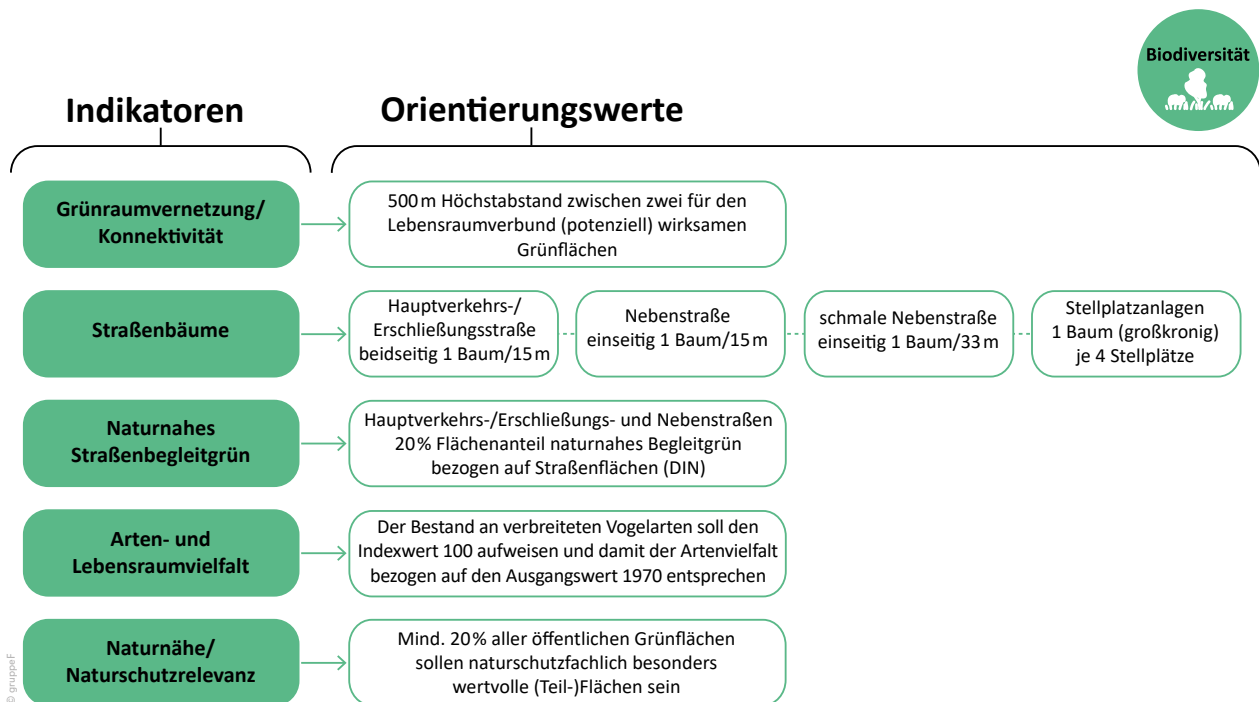 Biodiversität
Indikatoren
Orientierungswerte
Grünraumvernetzung/
Konnektivität
500 m Höchstabstand zwischen zwei für den
Lebensraumverbund (potenziell) wirksamen
Grünflächen
Straßenbäume
Hauptverkehrs-/
Erschließungsstraße
beidseitig 1 Baum/15 m
Nebenstraße
einseitig 1 Baum/15 m
schmale Nebenstraße
einseitig 1 Baum/33 m
Stellplatzanlagen
1 Baum (großkronig)
je 4 Stellplätze
Naturnahes
Straßenbegleitgrün
Hauptverkehrs-/Erschließungs- und Nebenstraßen
20% Flächenanteil naturnahes Begleitgrün
bezogen auf Straßenflächen (DIN)
Arten- und
Lebensraumvielfalt
Der Bestand an verbreiteten Vogelarten soll den
Indexwert 100 aufweisen und damit der Artenvielfalt
bezogen auf den Ausgangswert 1970 entsprechen
Naturnähe/
Naturschutzrelevanz
Mind. 20% aller öffentlichen Grünflächen
sollen naturschutzfachlich besonders
wertvolle (Teil-)Flächen sein
© gruppeF